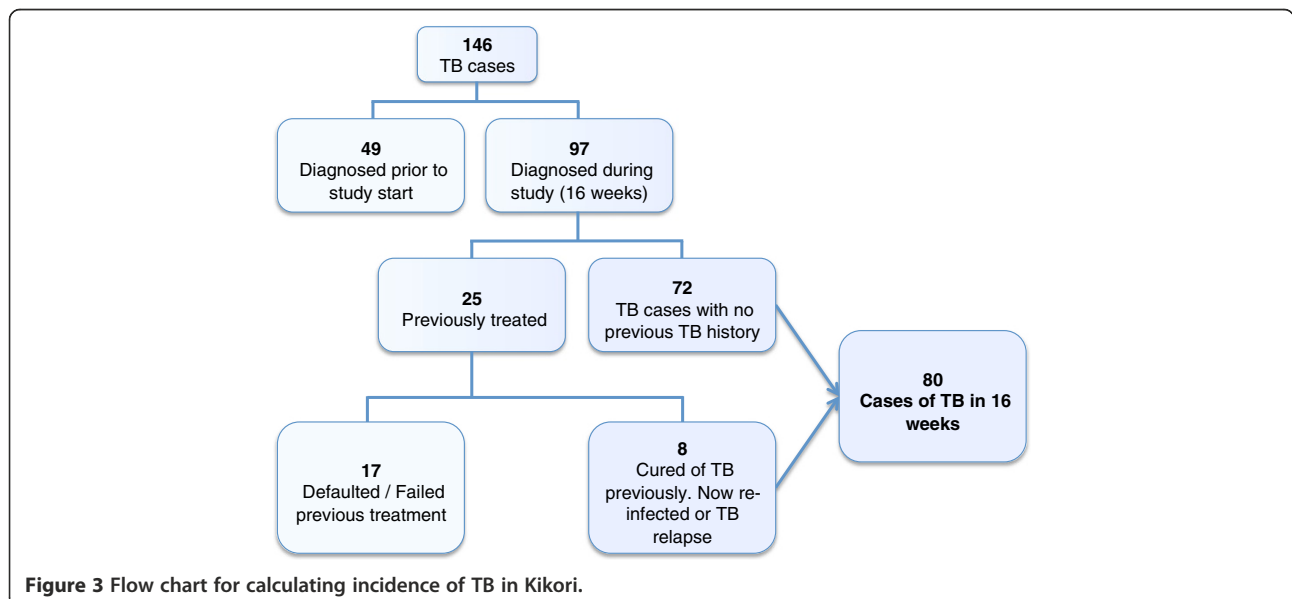 146
TB cases
49
Diagnosed prior to
study start
97
Diagnosed during
study (16 weeks)
25
Previously treated
72
TB cases with no
previous TB history
80
Cases of TB in 16
weeks
17
Defaulted / Failed
previous treatment
8
Cured of TB
previously. Now re-
infected or TB
relapse
Figure 3 Flow chart for calculating incidence of TB in Kikori.